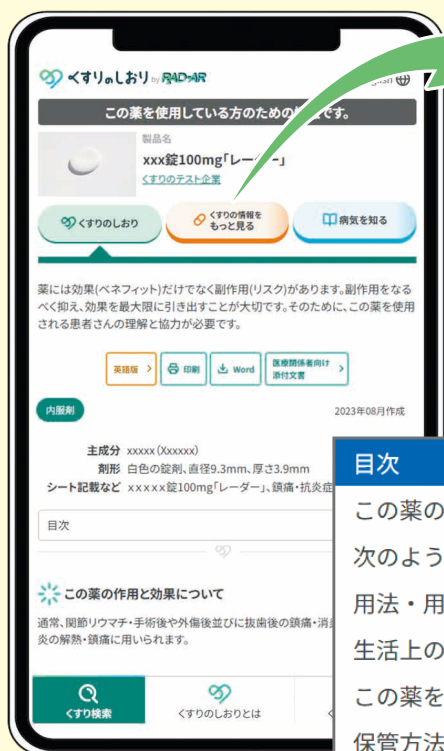 くすりのしおり by RAD-AR
この薬を使用している方のための です。
製品名
xxx錠100mg「レー
くすりのテスト企業
くすりのしおり
くすりの情報を
もっと見る
病気を知る
薬には効果(ベネフィット)だけでなく副作用(リスク)があります。副作用をなる
べく抑え、効果を最大限に引き出すことが大切です。そのために、この薬を使用
される患者さんの理解と協力が必要です。
英語版
印刷
Word
医療関係者向け
添付文書
内服剤
2023年08月作成
主成分 xxxxx (Xxxxxx)
剤形 白色の錠剤、直径9.3mm、厚さ3.9mm
シート記載など xxxxx錠100mg「レーダー」、鎮痛・抗炎症
目次
この薬の作用と効果について
通常、関節リウマチ・手術後や外傷後並びに抜歯後の鎮痛・消
炎の解熱・鎮痛に用いられます。
くすり検索
くすりのしおりとは
目次
この薬の
次のよう
用法・用
生活上の
この薬を
保管方法